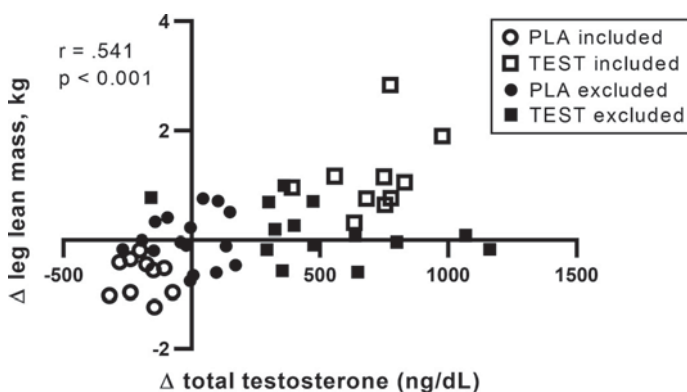 4
r = .541
p < 0.001
PLA included
TEST included
PLA excluded
TEST excluded
2
Δ leg lean mass, kg
-500
500
1000
1500
-2
Δ total testosterone (ng/dL)